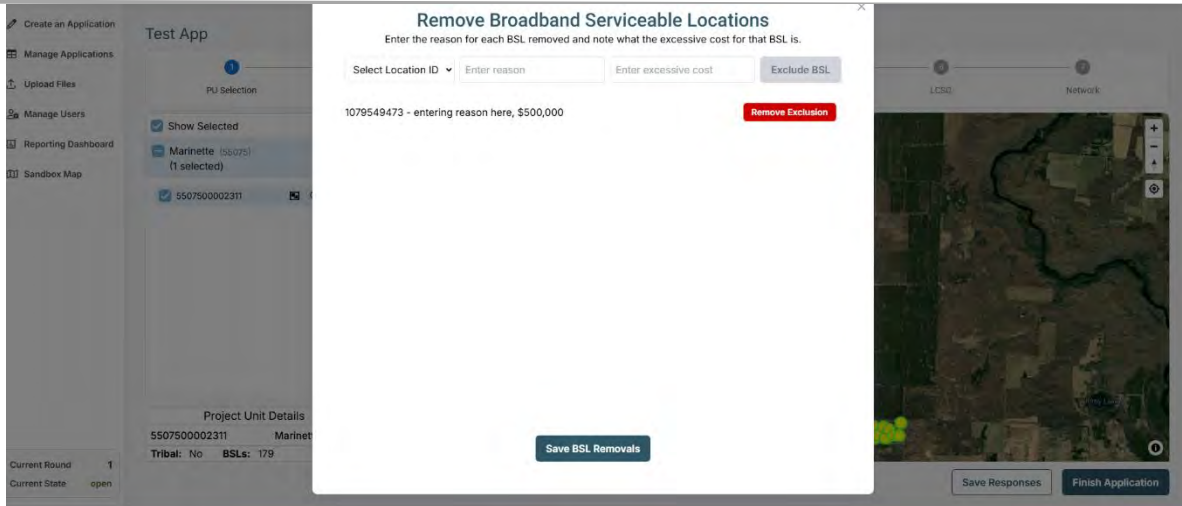 Create an Application
Manage Applications
Upload Files
Manage Users
Reporting Dashboard
Sandbox Map
Current Round 1
Current State open
Test App
1
PU Selection
Show Selected
Marinette (55075)
(1 selected)
5507500002311
Project Unit Details
5507500002311 Marinet
Tribal: No BSLs: 179
Remove Broadband Serviceable Locations
Enter the reason for each BSL removed and note what the excessive cost for that BSL is.
Select Location ID Enter reason Enter excessive cost Exclude BSL
1079549473 - entering reason here, $500,000 Remove Exclusion
Save BSL Removals
LCSO
Network
Save Responses Finish Application